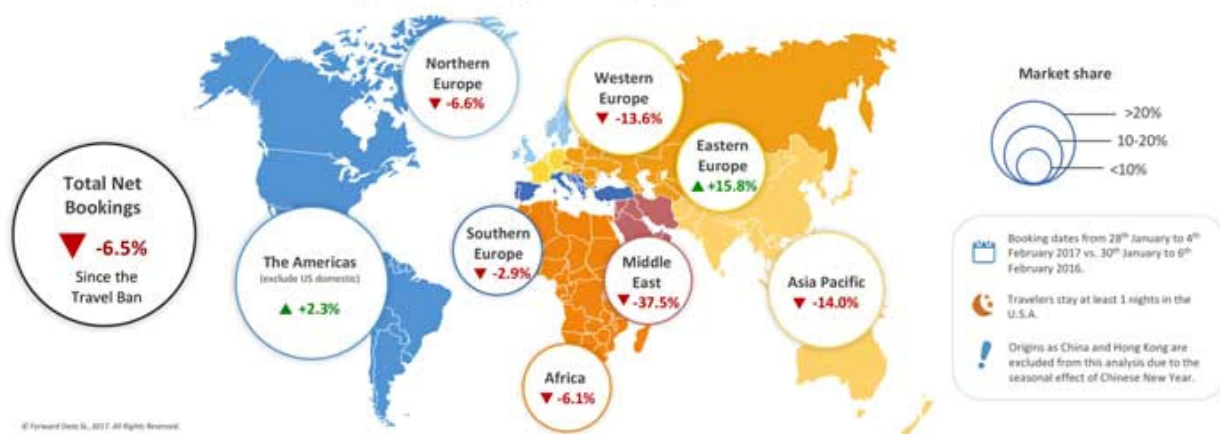 Northern
Europe
▼ -6.6%
Western
Europe
▼ -13.6%
Eastern
Europe
▲ +15.8%
Total Net
Bookings
▼ -6.5%
Since the
Travel Ban
The Americas
(exclude US domestic)
▲ +2.3%
Southern
Europe
▼ -2.9%
Middle
East
▼ -37.5%
Asia Pacific
▼ -14.0%
Africa
▼ -6.1%
Market share
>20%
10-20%
<10%
Booking dates from 28th January to 4th
February 2017 vs. 30th January to 6th
February 2016.
Travelers stay at least 1 nights in the
U.S.A.
Origins as China and Hong Kong are
excluded from this analysis due to the
seasonal effect of Chinese New Year.
© Forward Data SL, 2017. All Rights Reserved.